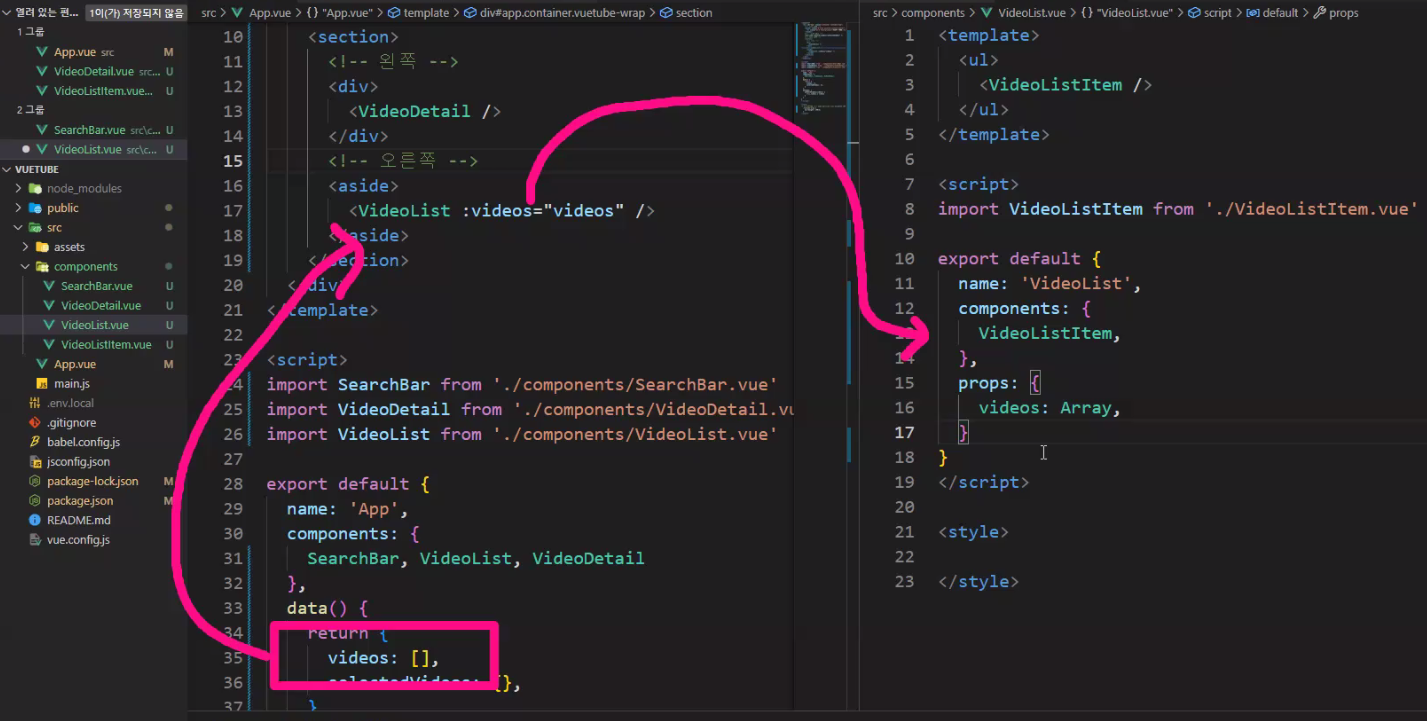 열려 있는 편... 1이(가) 저장되지 않음
1 그룹
App.vue src M
VideoDetail.vue src... U
VideoListItem.vue... U
2 그룹
SearchBar.vue src\c... U
VideoList.vue src\c... U
VUETUBE
node_modules
public
src
assets
components
SearchBar.vue U
VideoDetail.vue U
VideoList.vue U
VideoListItem.vue U
App.vue M
main.js
.env.local
.gitignore
babel.config.js
jsconfig.json
package-lock.json M
package.json M
README.md
vue.config.js
src > App.vue > {} "App.vue" > template > div#app.container.vuetube-wrap > section
10 <section>
11 <!-- 왼쪽 -->
12 <div>
13 <VideoDetail />
14 </div>
15 <!-- 오른쪽 -->
16 <aside>
17 <VideoList :videos="videos" />
18 </aside>
19 </section>
20 </div
21 </template>
22
23 <script>
24 import SearchBar from './components/SearchBar.vue'
25 import VideoDetail from './components/VideoDetail.vu
26 import VideoList from './components/VideoList.vue'
27
28 export default {
29 name: 'App',
30 components: {
31 SearchBar, VideoList, VideoDetail
32 },
33 data() {
34 return {
35 videos: [],
36 {},
37 }
src > components > VideoList.vue > {} "VideoList.vue" > script > default > props
1 <template>
2 <ul>
3 <VideoListItem />
4 </ul>
5 </template>
6
7 <script>
8 import VideoListItem from './VideoListItem.vue'
9
10 export default {
11 name: 'VideoList',
12 components: {
13 VideoListItem,
14 },
15 props: {
16 videos: Array,
17 }
18 }
19 </script>
20
21 <style>
22
23 </style>